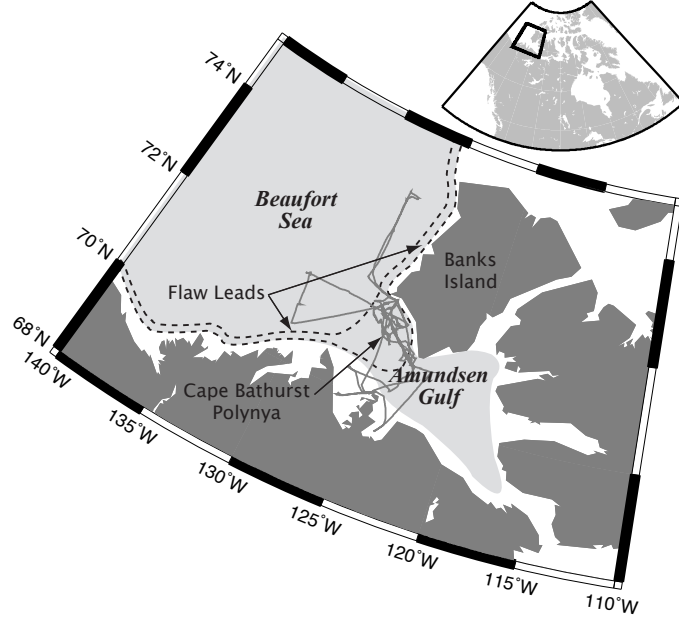 74˚N
72˚N
70˚N
68˚N
140˚W
135˚W
130˚W
125˚W
120˚W
115˚W
110˚W
Beaufort
Sea
Banks
Island
Flaw Leads
Cape Bathurst
Polynya
Amundsen
Gulf